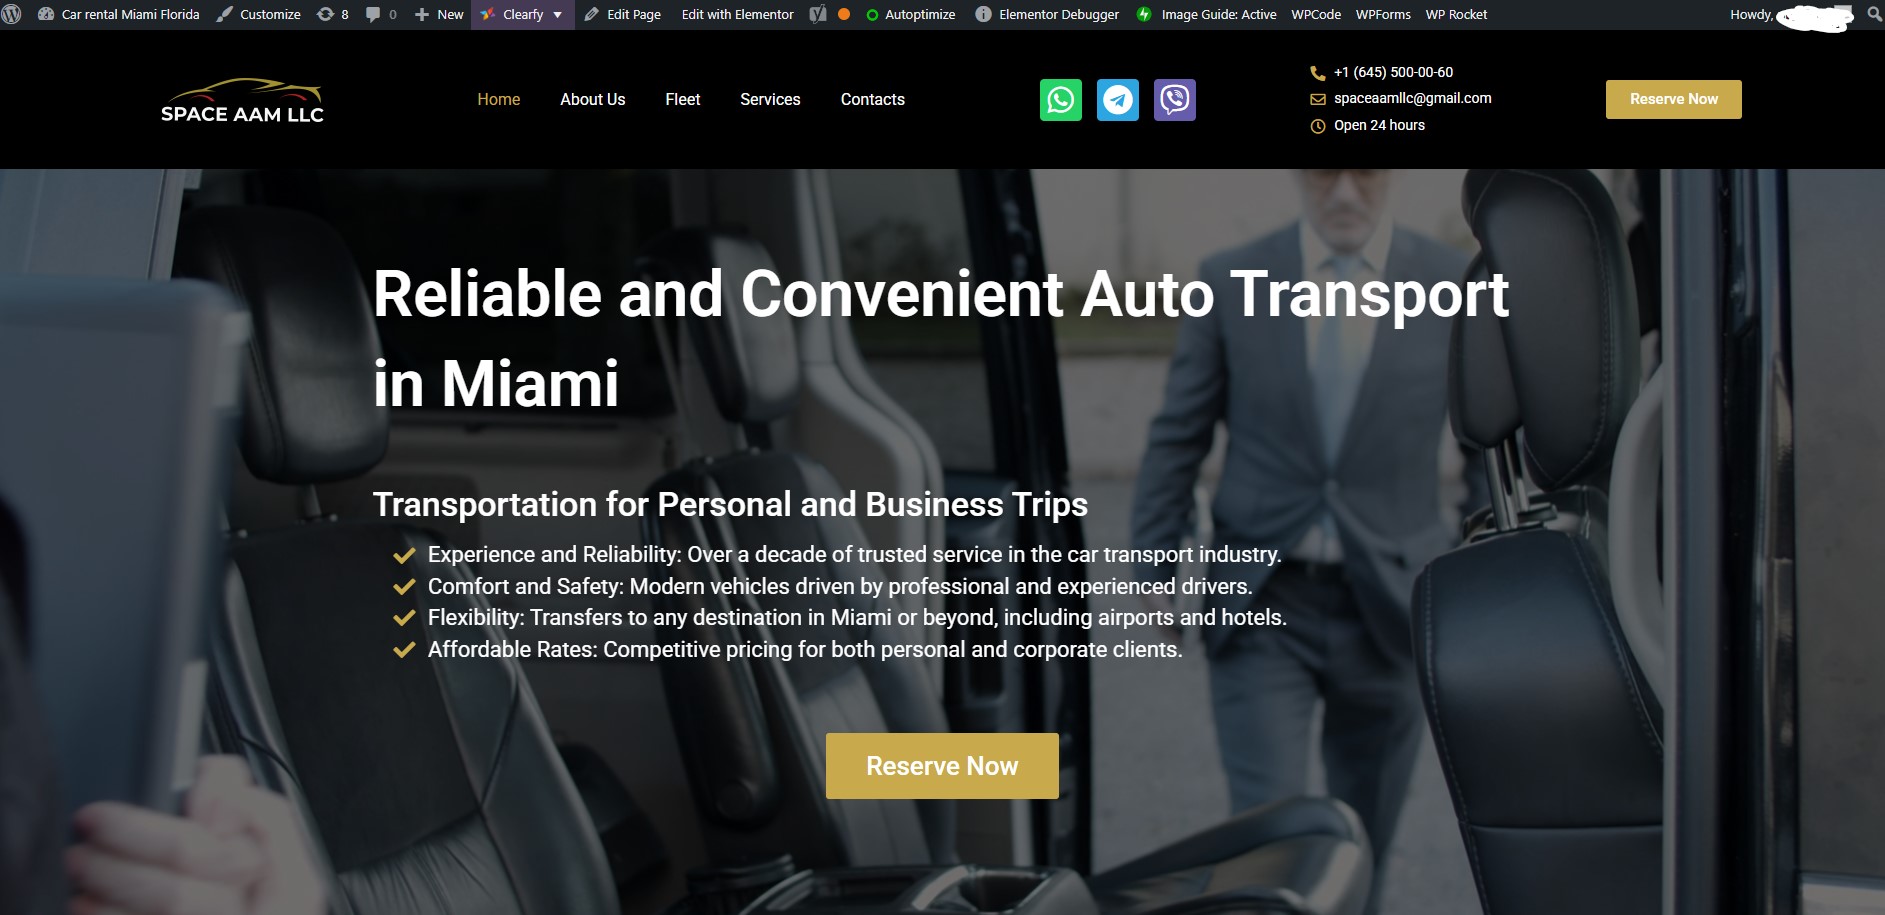 Car rental Miami Florida Customize 8 0 New Clearfy Edit Page Edit with Elementor Autoptimize Elementor Debugger Image Guide: Active WPCode WPForms WP Rocket Howdy,
SPACE AAM LLC
Home About Us Fleet Services Contacts
+1 (645) 500-00-60
spaceaamllc@gmail.com
Open 24 hours
Reserve Now
Reliable and Convenient Auto Transport
in Miami
Transportation for Personal and Business Trips
Experience and Reliability: Over a decade of trusted service in the car transport industry.
Comfort and Safety: Modern vehicles driven by professional and experienced drivers.
Flexibility: Transfers to any destination in Miami or beyond, including airports and hotels.
Affordable Rates: Competitive pricing for both personal and corporate clients.
Reserve Now